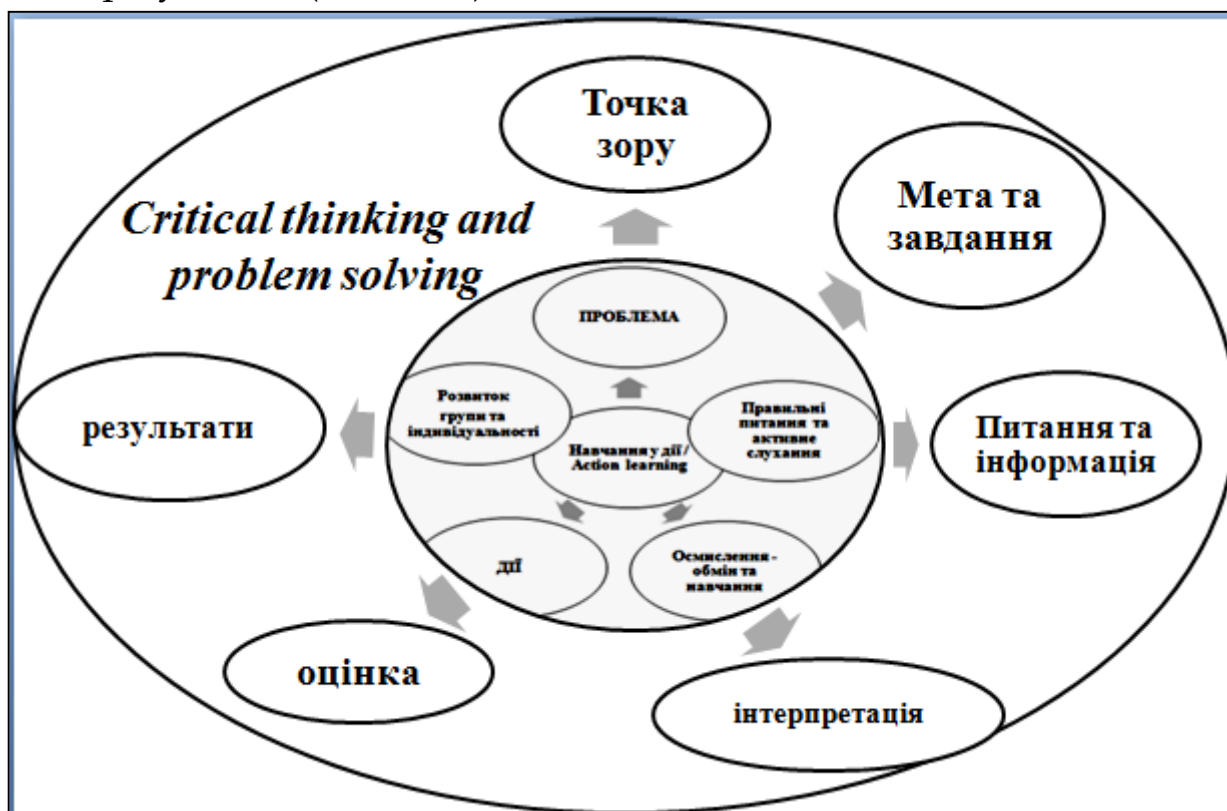 Точка
зору
Мета та
завдання
Critical thinking and
problem solving
ПРОБЛЕМА
Розвиток
групи та
індивідуальності
Правильні
питання та
активне
слухання
Навчання у дії /
Action learning
результати
Питання та
інформація
дії
Осмислення -
обмін та
навчання
оцінка
інтерпретація